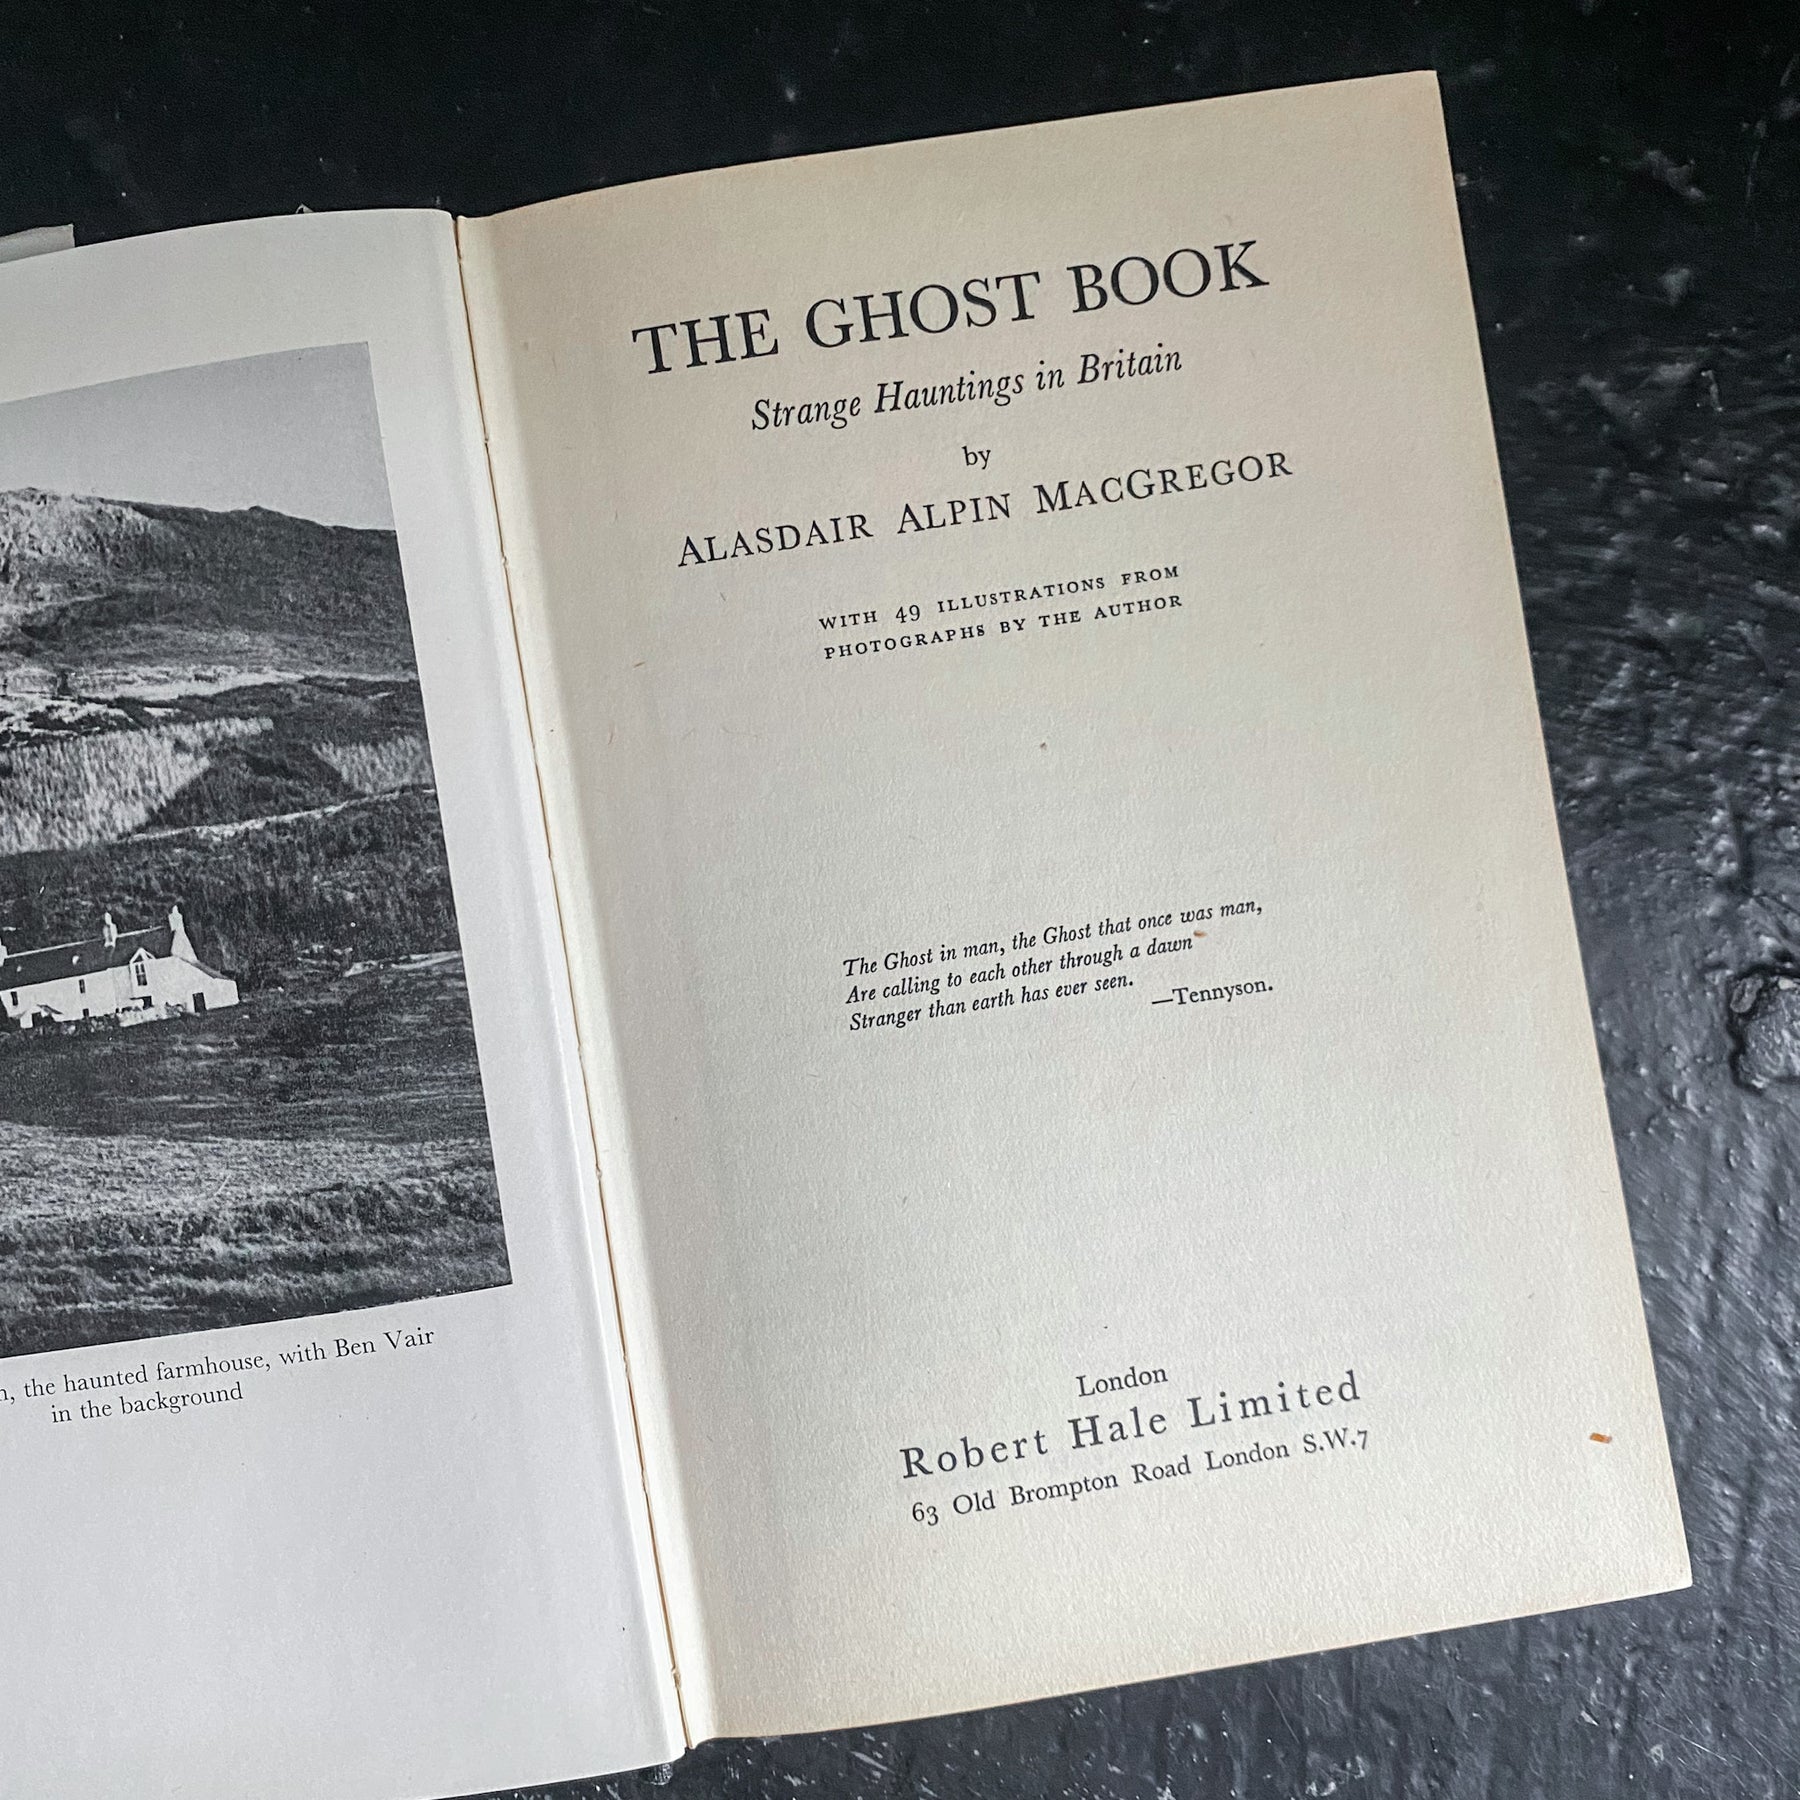 the haunted farmhouse, with Ben Vair
in the background
THE GHOST BOOK
Strange Hauntings in Britain
by
ALASDAIR ALPIN MACGREGOR
WITH 49 ILLUSTRATIONS FROM
PHOTOGRAPHS BY THE AUTHOR
The Ghost in man, the Ghost that once was man,
Are calling to each other through a dawn
Stranger than earth has ever seen.
—Tennyson.
London
Robert Hale Limited
63 Old Brompton Road London S.W.7